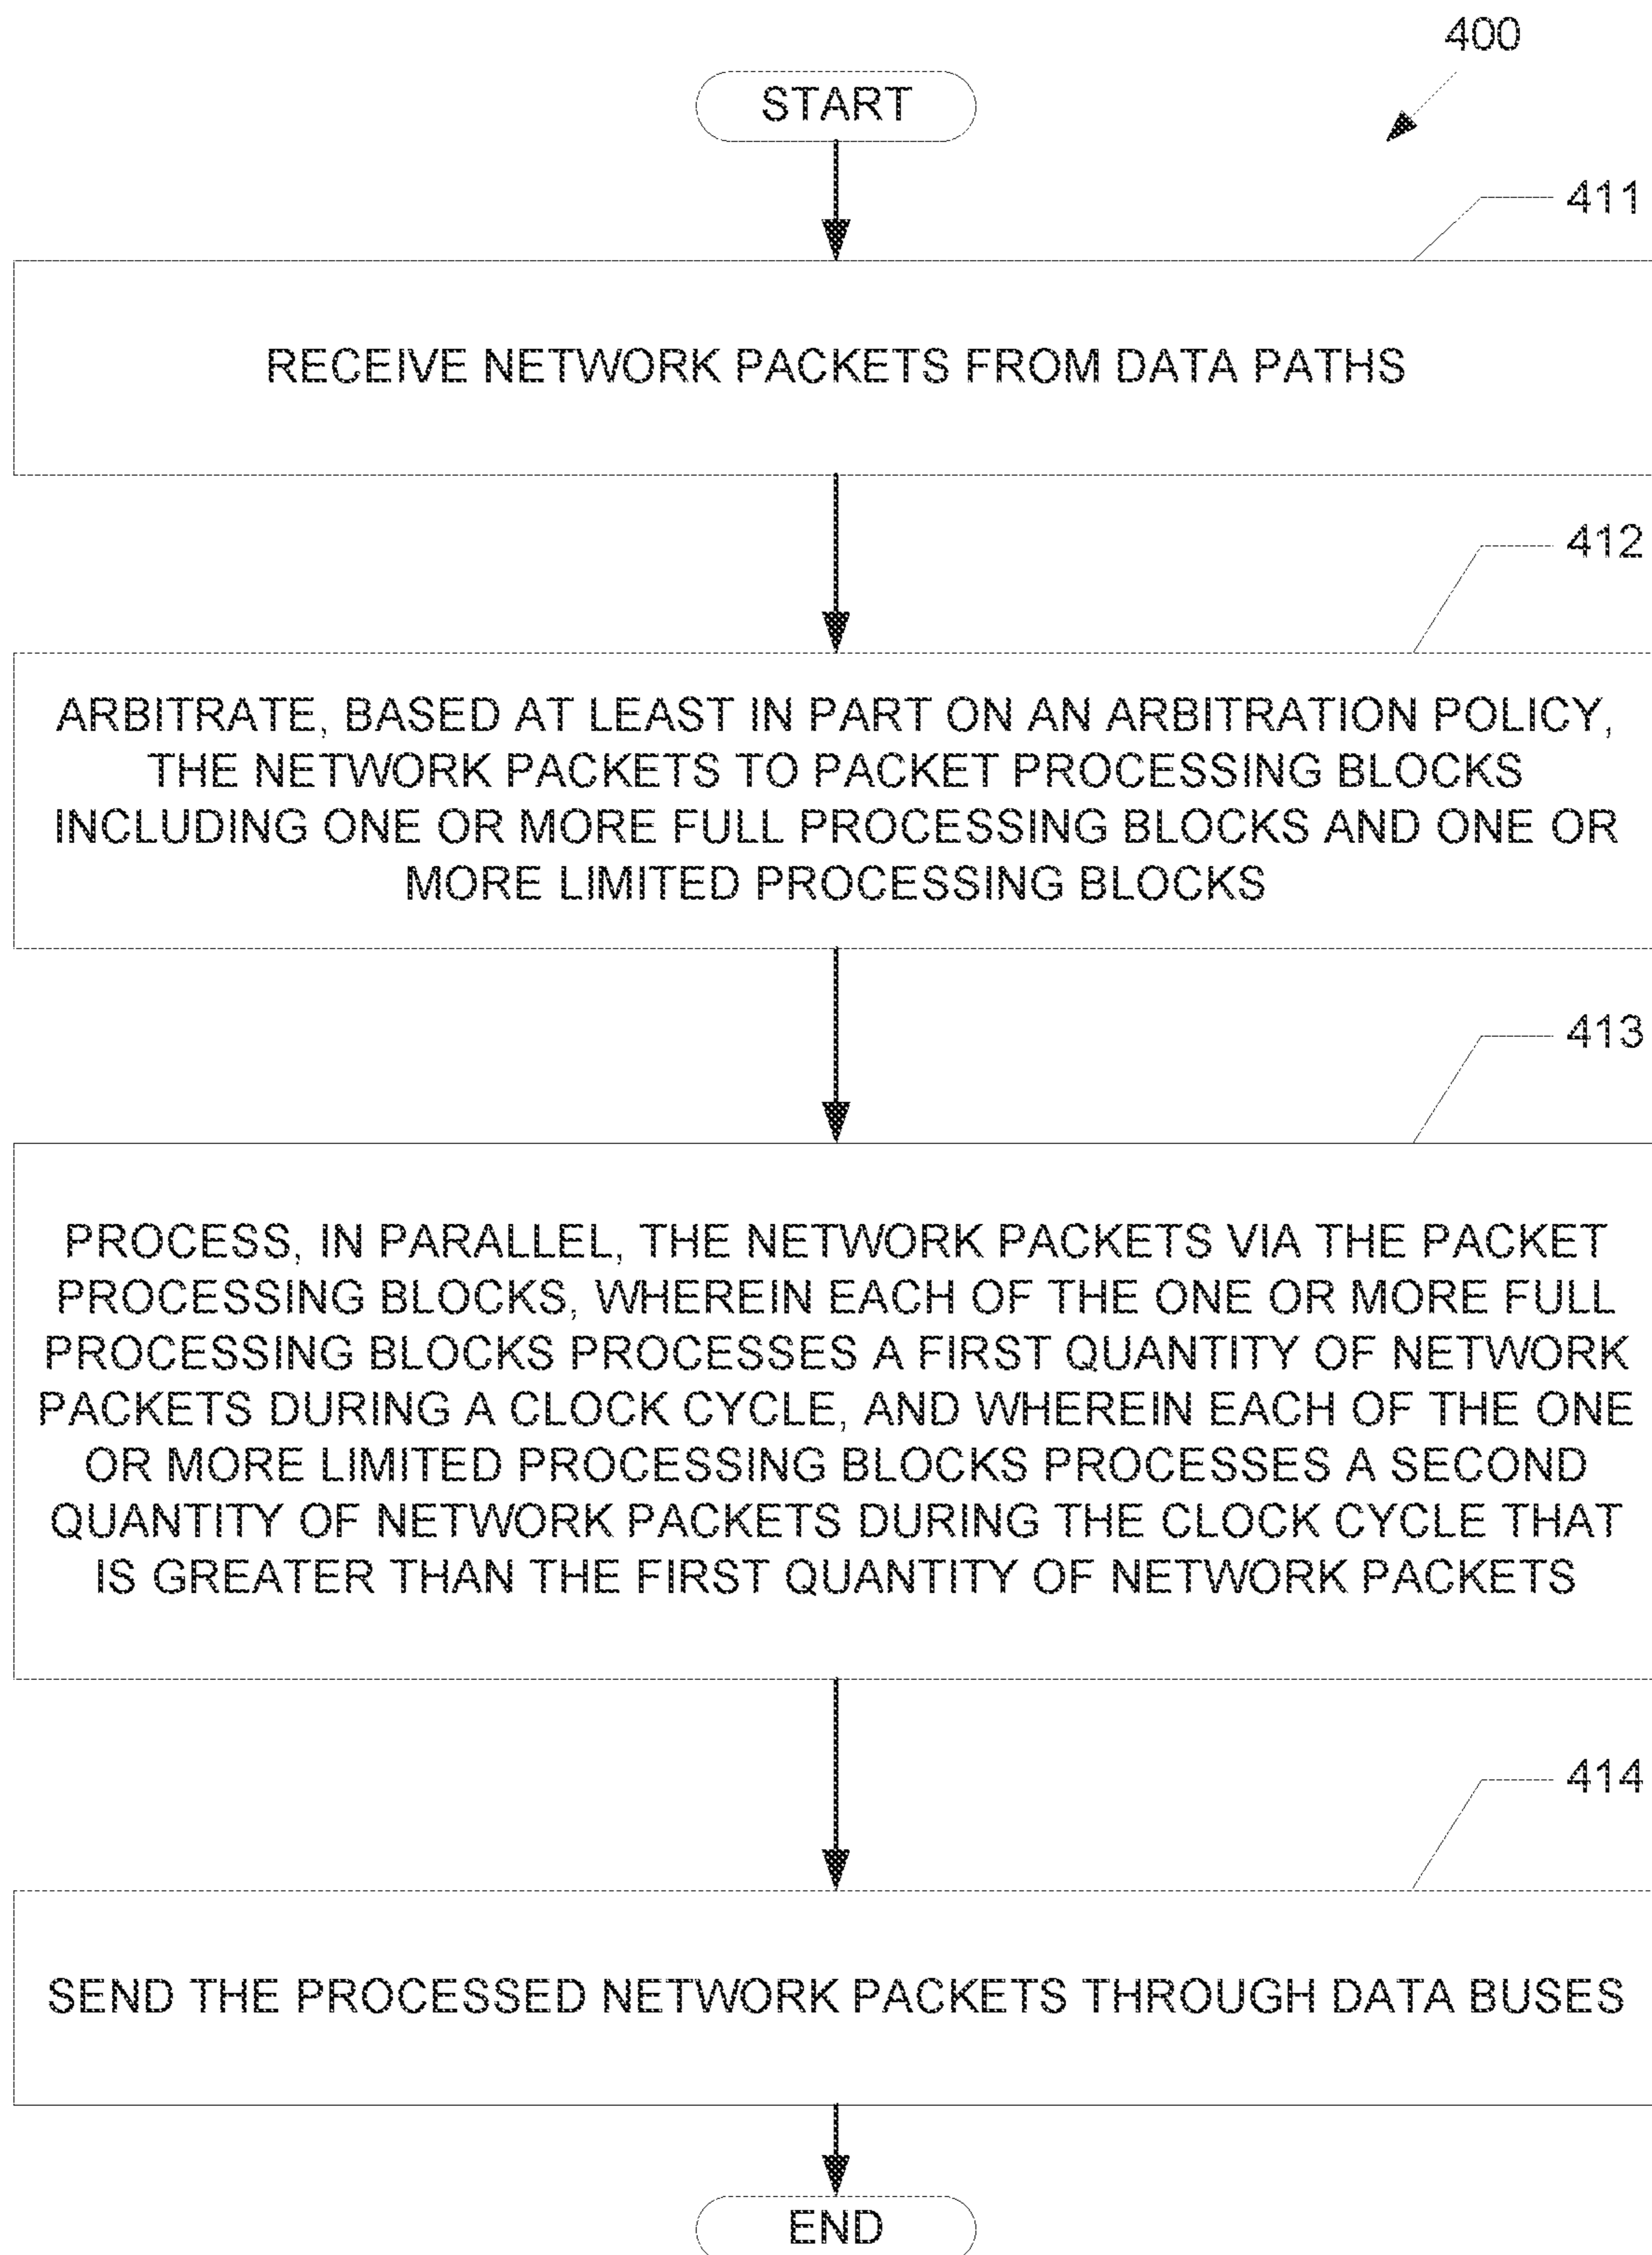 400
START
411
RECEIVE NETWORK PACKETS FROM DATA PATHS
412
ARBITRATE, BASED AT LEAST IN PART ON AN ARBITRATION POLICY,
THE NETWORK PACKETS TO PACKET PROCESSING BLOCKS
INCLUDING ONE OR MORE FULL PROCESSING BLOCKS AND ONE OR
MORE LIMITED PROCESSING BLOCKS
413
PROCESS, IN PARALLEL, THE NETWORK PACKETS VIA THE PACKET
PROCESSING BLOCKS, WHEREIN EACH OF THE ONE OR MORE FULL
PROCESSING BLOCKS PROCESSES A FIRST QUANTITY OF NETWORK
PACKETS DURING A CLOCK CYCLE, AND WHEREIN EACH OF THE ONE
OR MORE LIMITED PROCESSING BLOCKS PROCESSES A SECOND
QUANTITY OF NETWORK PACKETS DURING THE CLOCK CYCLE THAT
IS GREATER THAN THE FIRST QUANTITY OF NETWORK PACKETS
414
SEND THE PROCESSED NETWORK PACKETS THROUGH DATA BUSES
END